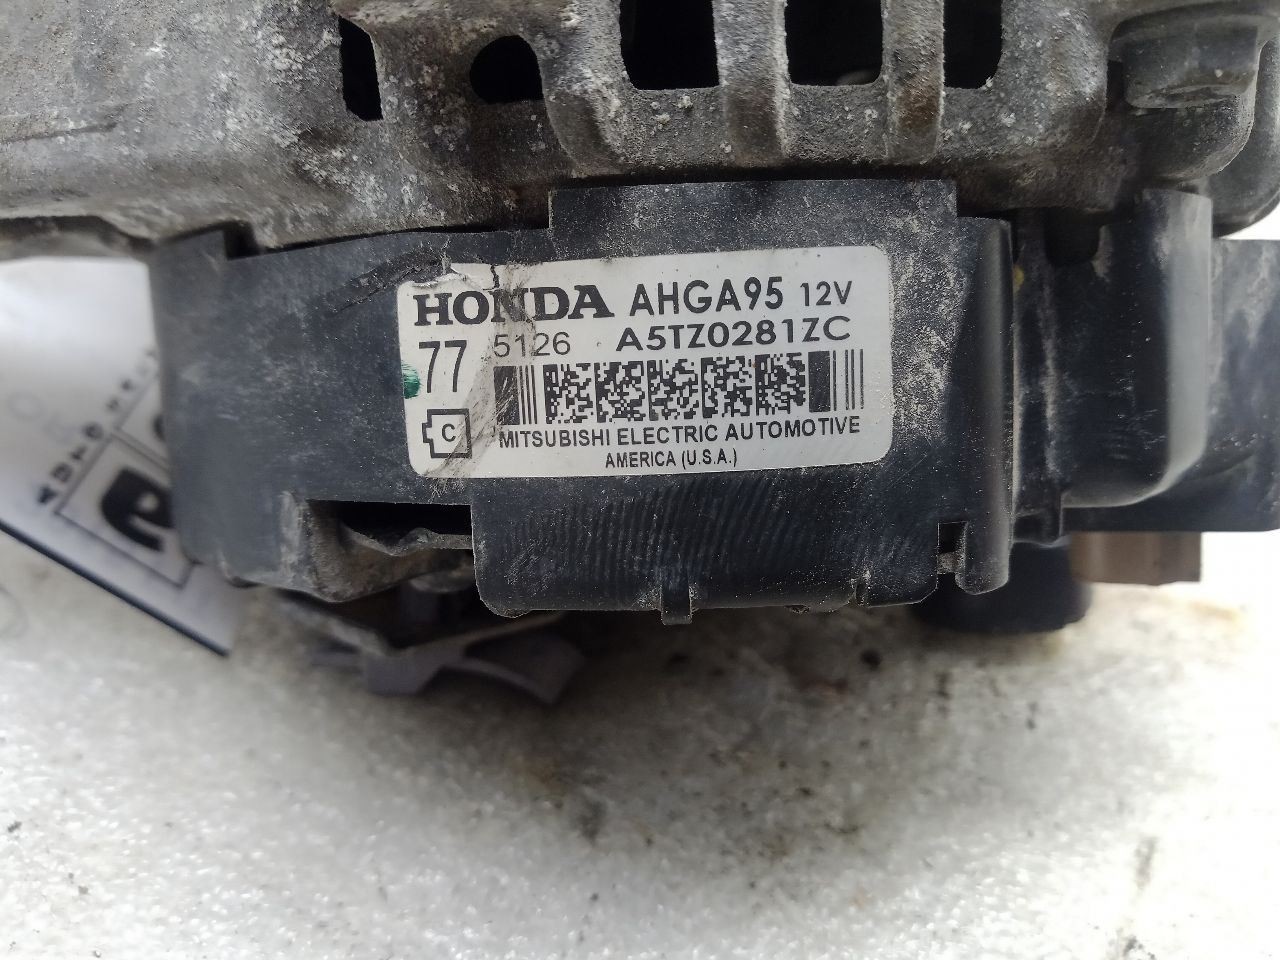 HONDA AHGA95 12V
77 5126 A5TZ0281ZC
C
MITSUBISHI ELECTRIC AUTOMOTIVE
AMERICA (U.S.A.)